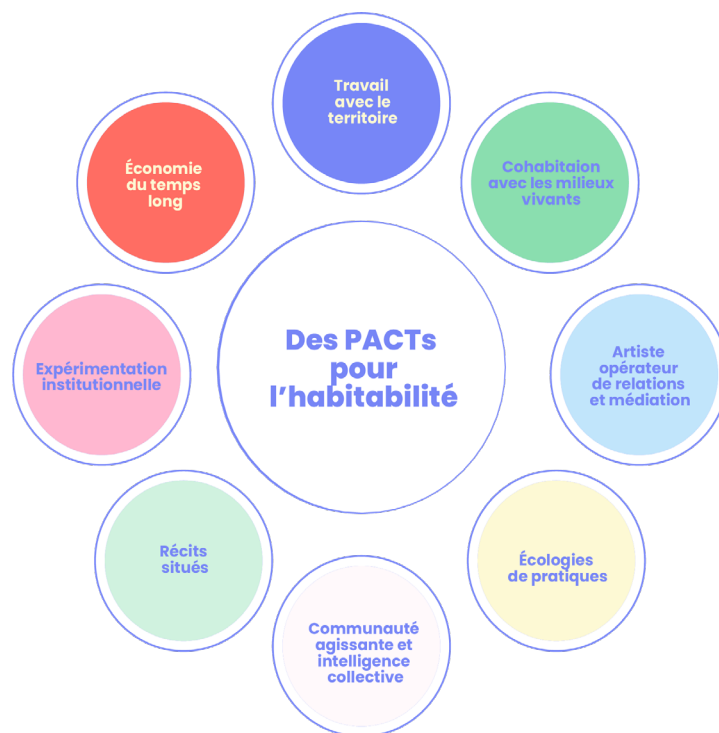 Travail
avec le
territoire
Économie
du temps
long
Cohabitaion
avec les milieux
vivants
Des PACTs
pour
l'habitabilité
Expérimentation
institutionnelle
Artiste
opérateur
de relations
et médiation
Récits
situés
Écologies
de pratiques
Communauté
agissante et
intelligence
collective